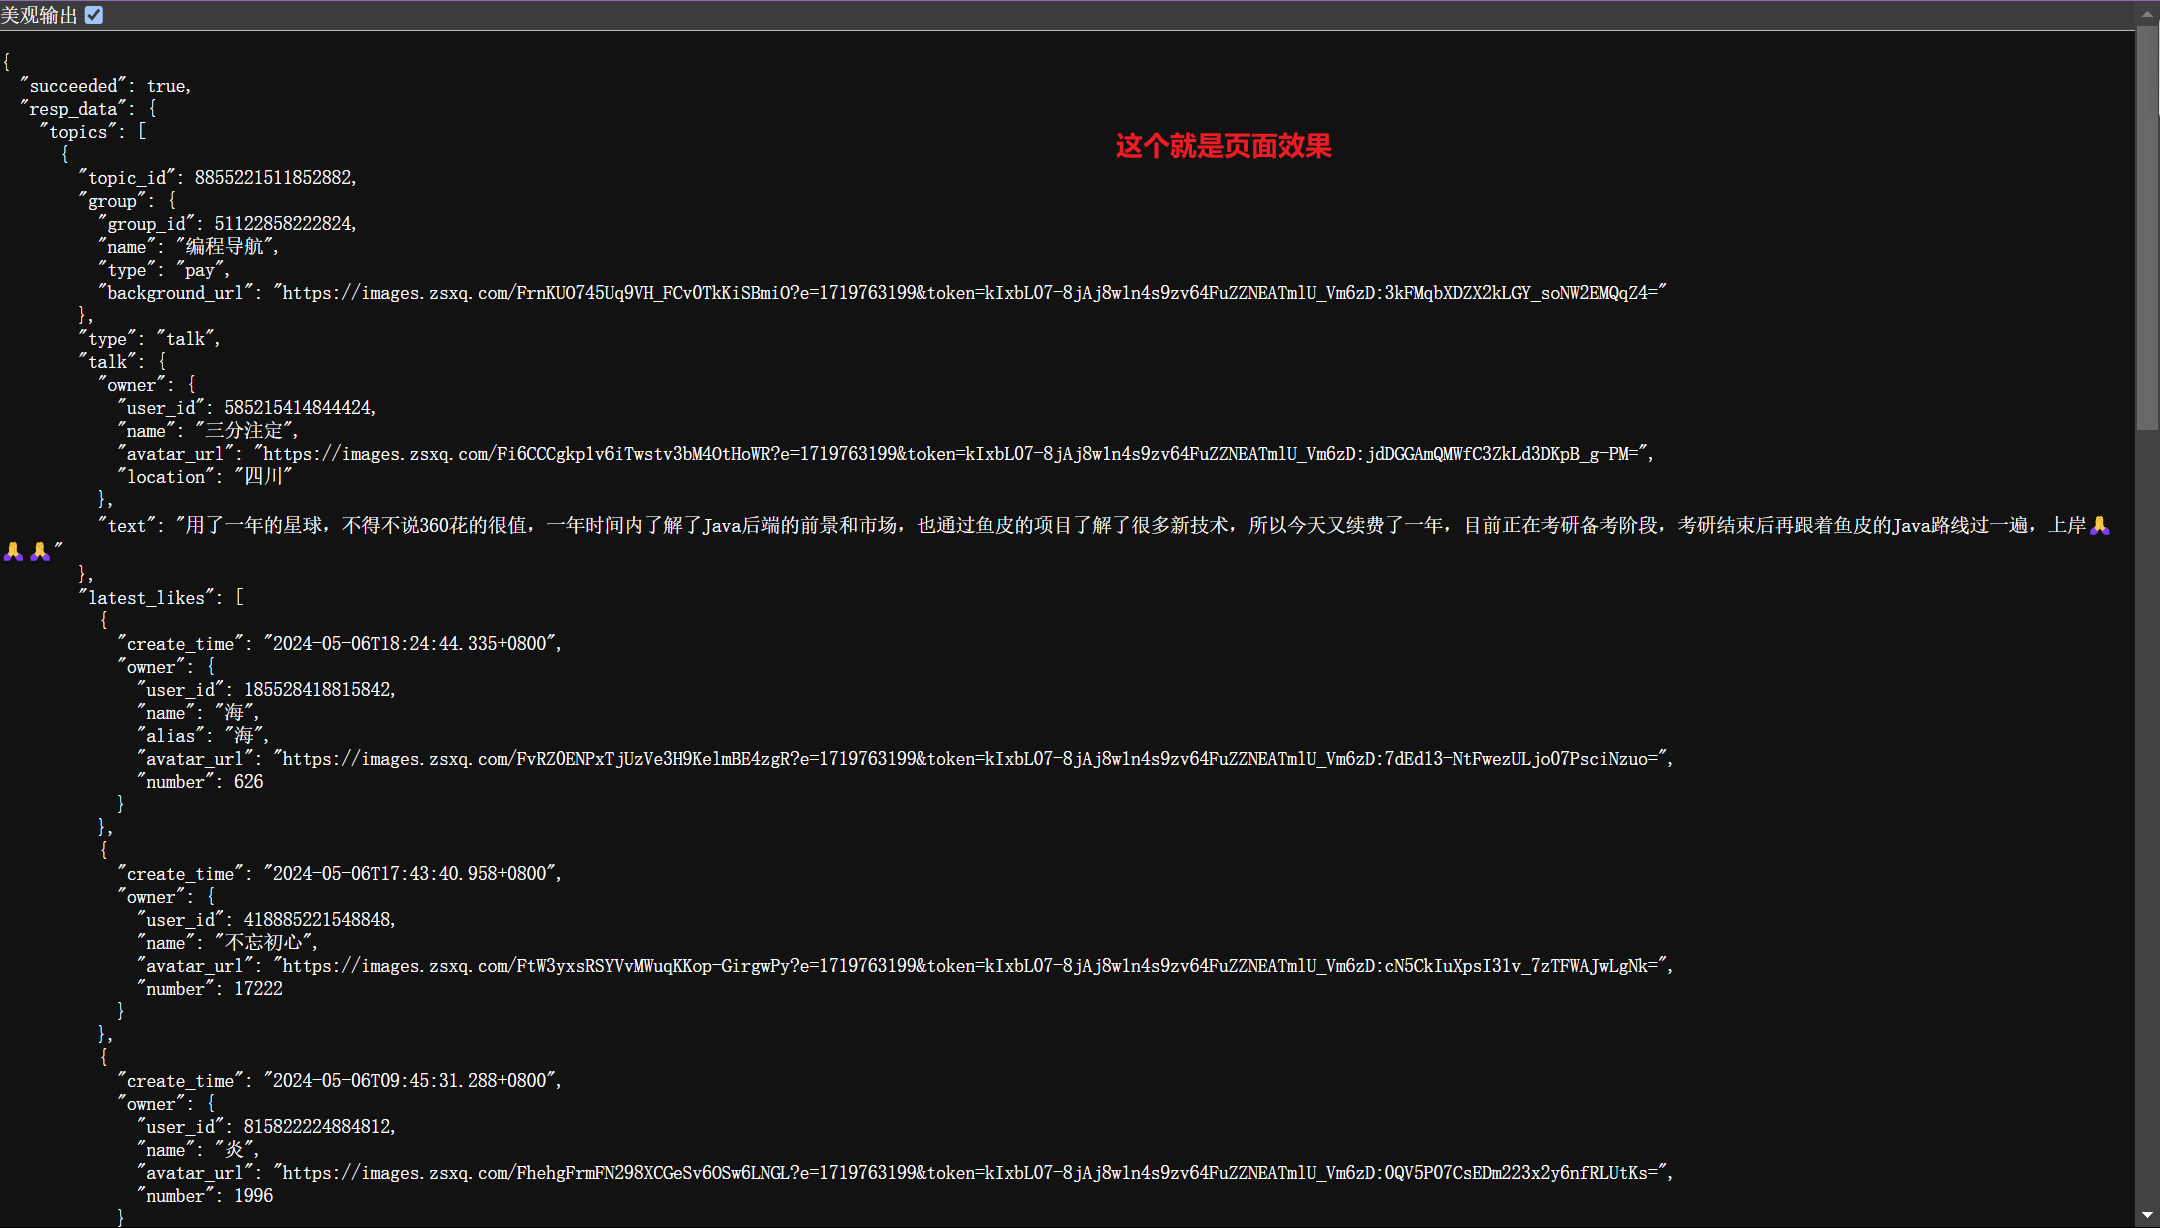 美观输出
{
"succeeded": true,
"resp_data": {
"topics": [
这个就是页面效果
{
"topic_id": 8855221511852882,
"group": {
"group_id": 51122858222824,
"name": "编程导航",
"type": "pay",
"background_url": "https://images.zsxq.com/FrnKUO745Uq9VH_FCv0TkKiSBmiO?e=1719763199&token=kIxbL07-8jAj8w1n4s9zv64FuZZNEATmlU_Vm6zD:3kFMqbXDZX2kLGY_soNW2EMQqZ4="
},
"type": "talk",
"talk": {
"owner": {
"user_id": 585215414844424,
"name": "三分注定",
"avatar_url": "https://images.zsxq.com/Fi6CCCgkp1v6iTwstv3bM4OtHoWR?e=1719763199&token=kIxbL07-8jAj8w1n4s9zv64FuZZNEATmlU_Vm6zD:jdDGGAmQMWfC3ZkLd3DKpB_g-PM=",
"location": "四川"
},
"text": "用了一年的星球，不得不说360花的很值，一年时间内了解了Java后端的前景和市场，也通过鱼皮的项目了解了很多新技术，所以今天又续费了一年，目前正在考研备考阶段，考研结束后再跟着鱼皮的Java路线过一遍，上岸🙏
🙏🙏"
},
"latest_likes": [
{
"create_time": "2024-05-06T18:24:44.335+0800",
"owner": {
"user_id": 185528418815842,
"name": "海",
"alias": "海",
"avatar_url": "https://images.zsxq.com/FvRZ0ENPxTjUzVe3H9KelmBE4zgR?e=1719763199&token=kIxbL07-8jAj8w1n4s9zv64FuZZNEATmlU_Vm6zD:7dEdl3-NtFwezULjo07PsciNzuo=",
"number": 626
}
},
{
"create_time": "2024-05-06T17:43:40.958+0800",
"owner": {
"user_id": 418885221548848,
"name": "不忘初心",
"avatar_url": "https://images.zsxq.com/FtW3yxsRSYVvMWuqKKop-GirgwPy?e=1719763199&token=kIxbL07-8jAj8w1n4s9zv64FuZZNEATmlU_Vm6zD:cN5CkIuXpsI31v_7zTFWAJwLgNk=",
"number": 17222
}
},
{
"create_time": "2024-05-06T09:45:31.288+0800",
"owner": {
"user_id": 815822224884812,
"name": "炎",
"avatar_url": "https://images.zsxq.com/FhehgFrmFN298XCGeSv6OSw6LNGL?e=1719763199&token=kIxbL07-8jAj8w1n4s9zv64FuZZNEATmlU_Vm6zD:0QV5P07CsEDm223x2y6nfRLUtKs=",
"number": 1996
}